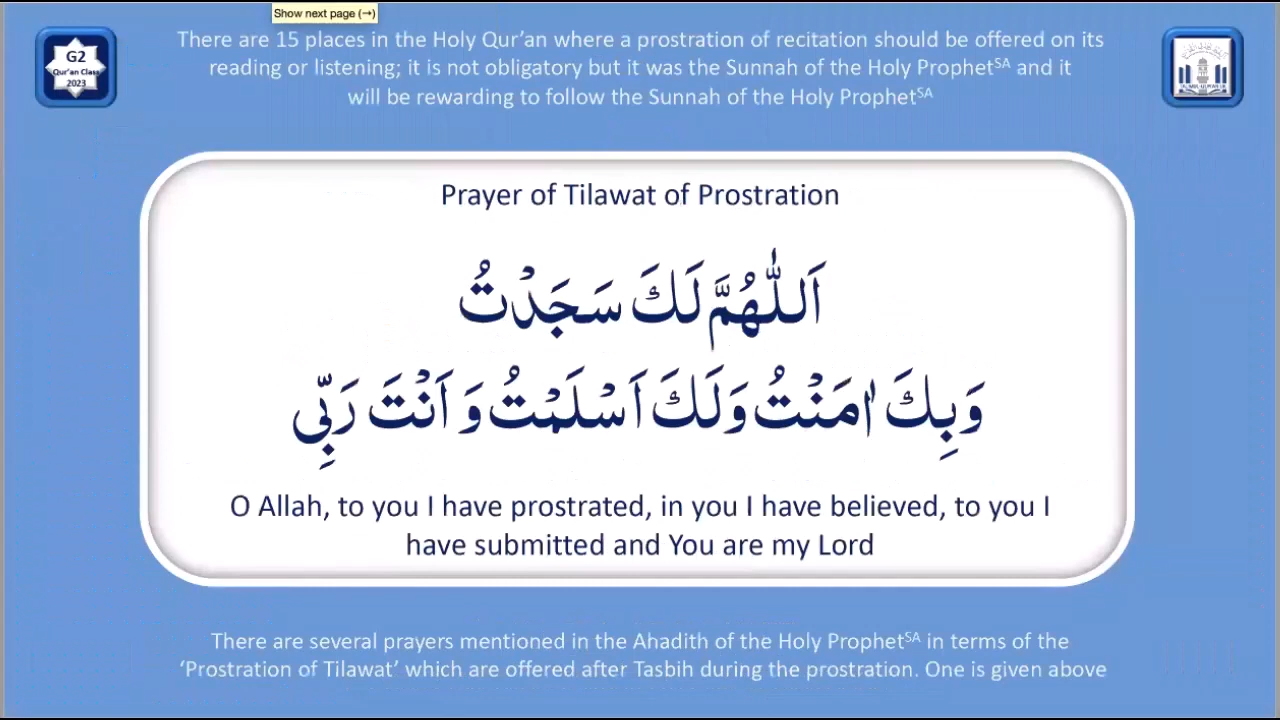 Show next page (→)
G2
Qur'an Class
2023
There are 15 places in the Holy Qur'an where a prostration of recitation should be offered on its
reading or listening; it is not obligatory but it was the Sunnah of the Holy Prophetˢᴬ and it
will be rewarding to follow the Sunnah of the Holy Prophetˢᴬ
Prayer of Tilawat of Prostration
اَللّٰهُمَّ لَكَ سَجَدْتُ
وَبِكَ اٰمَنْتُ وَلَكَ اَسْلَمْتُ وَ اَنْتَ رَبِّی
O Allah, to you I have prostrated, in you I have believed, to you I
have submitted and You are my Lord
There are several prayers mentioned in the Ahadith of the Holy Prophetˢᴬ in terms of the
‘Prostration of Tilawat’ which are offered after Tasbih during the prostration. One is given above